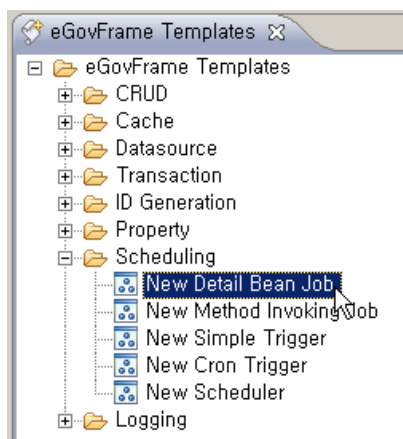 eGovFrame Templates
eGovFrame Templates
CRUD
Cache
Datasource
Transaction
ID Generation
Property
Scheduling
New Detail Bean Job
New Method Invoking Job
New Simple Trigger
New Cron Trigger
New Scheduler
Logging